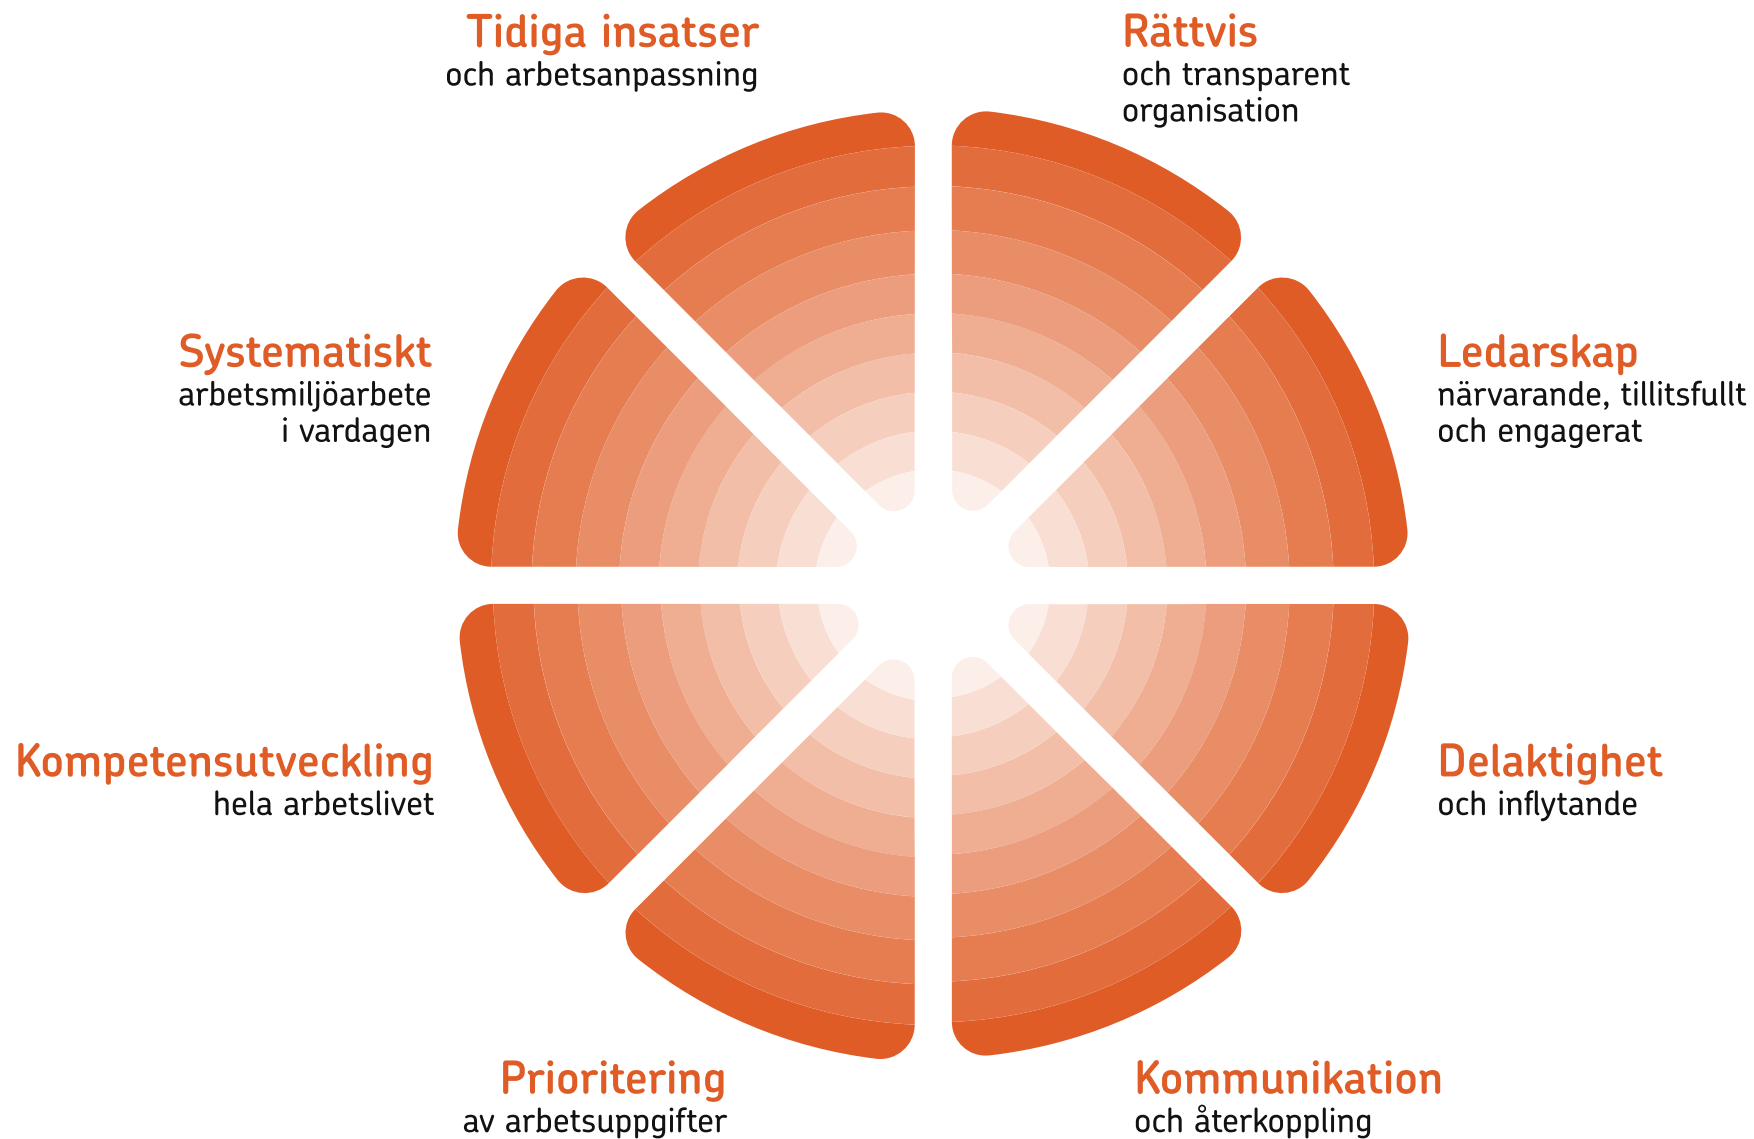 Tidiga insatser
och arbetsanpassning
Rättvis
och transparent
organisation
Systematiskt
arbetsmiljöarbete
i vardagen
Ledarskap
närvarande, tillitsfullt
och engagerat
Kompetensutveckling
hela arbetslivet
Delaktighet
och inflytande
Prioritering
av arbetsuppgifter
Kommunikation
och återkoppling